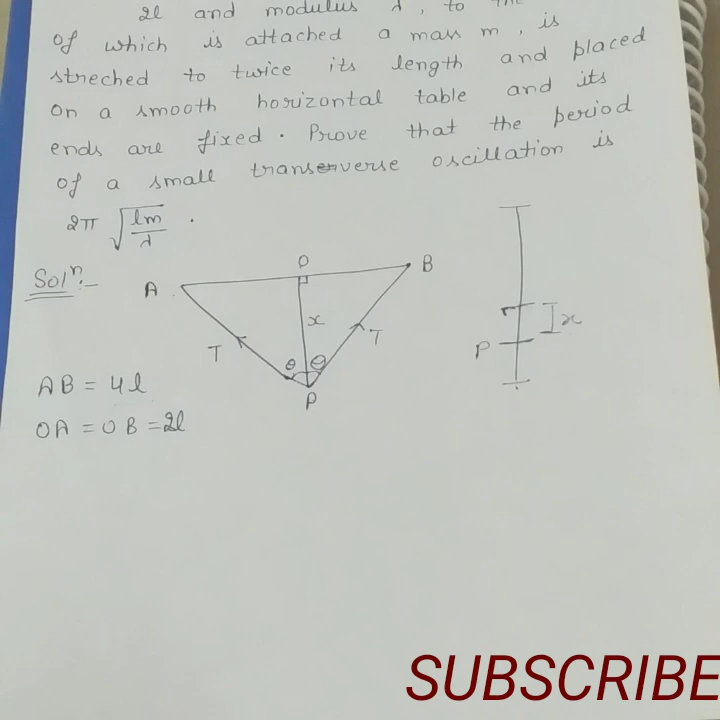 2l and modulus λ, to the
of which is attached a mass m, is
streched to twice its length and placed
on a smooth horizontal table and its
ends are fixed. Prove that the period
of a small transverse oscillation is
2π √(lm/λ) .
Solⁿ:-
A O B
x
T T
θ θ
P
P x
AB = 4l
OA = OB = 2l
SUBSCRIBE